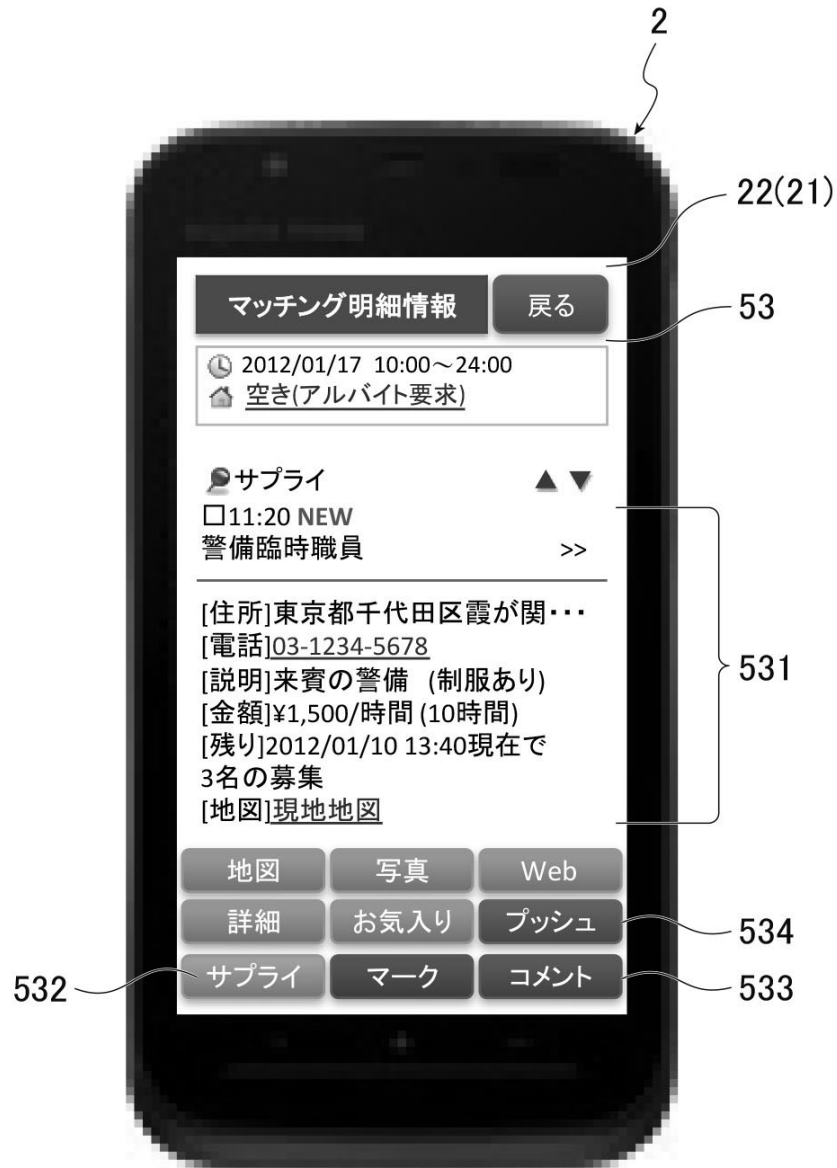 2
22(21)
マッチング明細情報 戻る
53
2012/01/17 10:00～24:00
空き(アルバイト要求)
サプライ ▲ ▼
□11:20 NEW
警備臨時職員 >>
[住所]東京都千代田区霞が関・・・
[電話]03-1234-5678
531
[説明]来賓の警備 (制服あり)
[金額]¥1,500/時間 (10時間)
[残り]2012/01/10 13:40現在で
3名の募集
[地図]現地地図
地図 写真 Web
詳細 お気入り プッシュ
534
532
サプライ マーク コメント
533